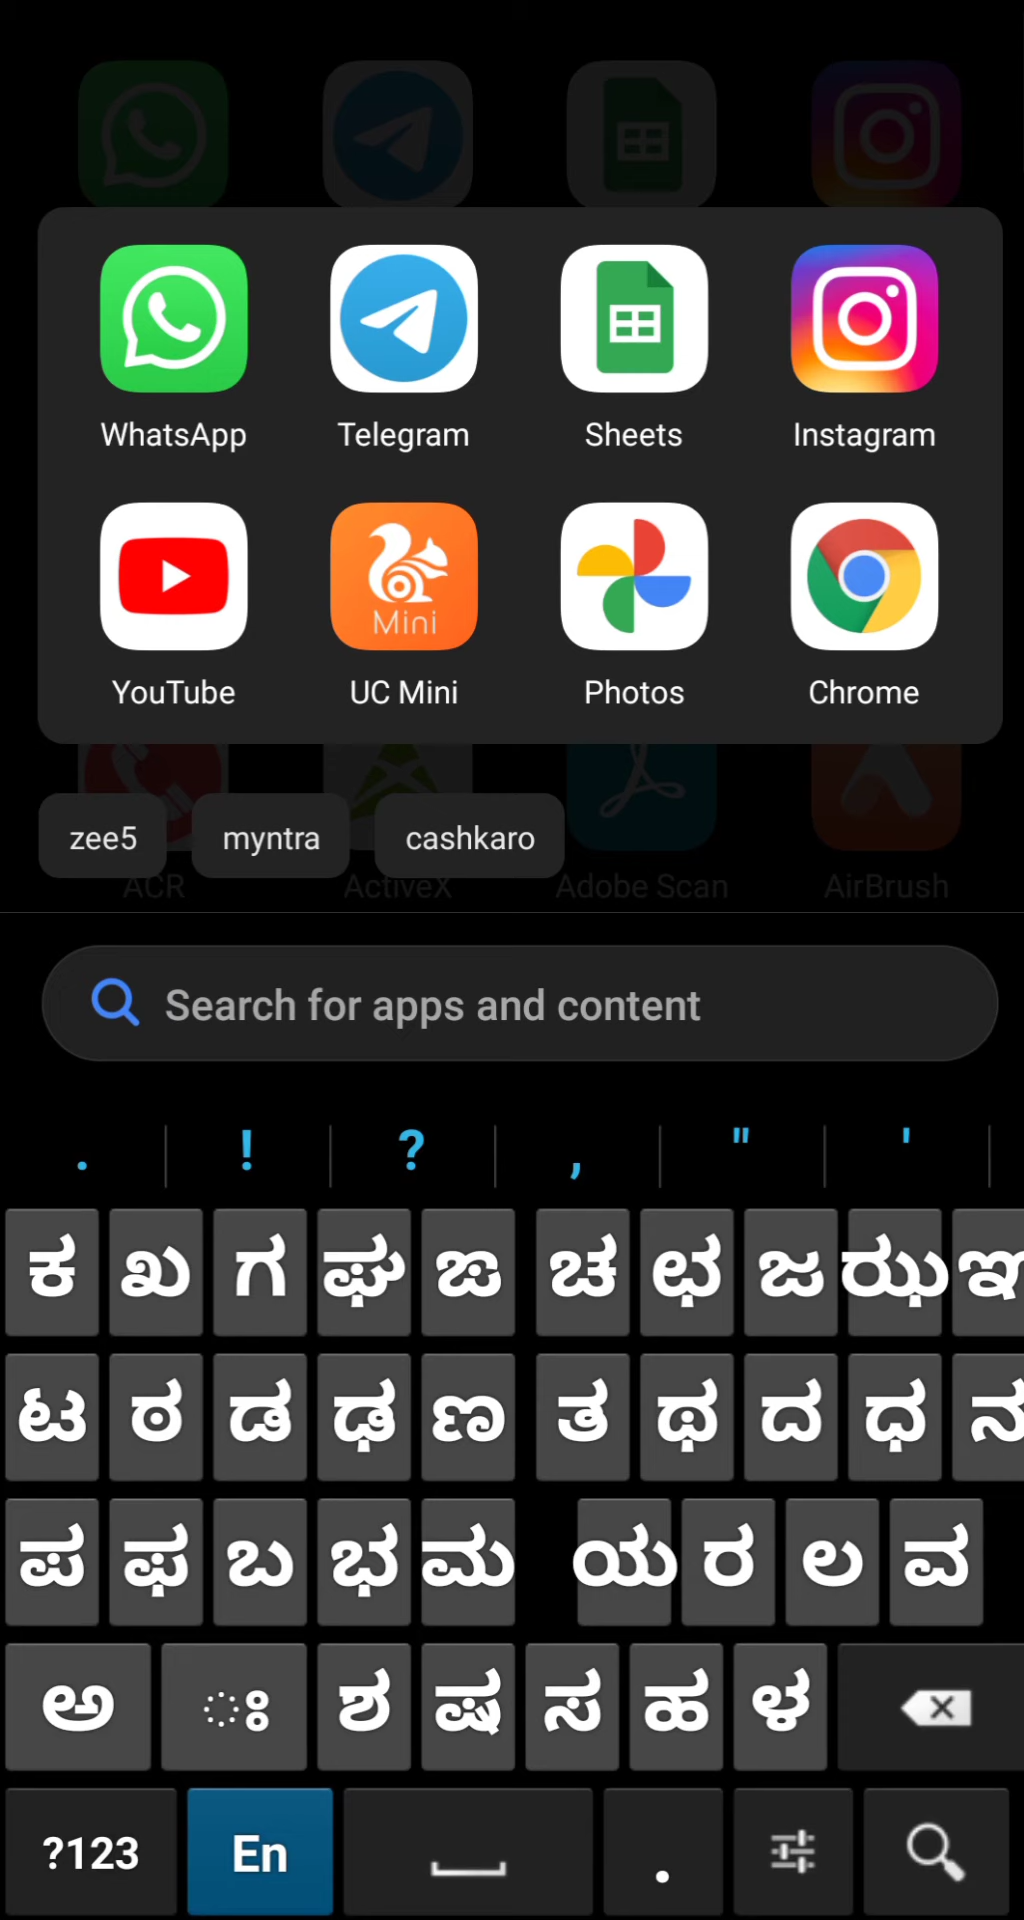 WhatsApp Telegram Sheets Instagram
Mini
YouTube UC Mini Photos Chrome
zee5 myntra cashkaro
ACR ActiveX Adobe Scan AirBrush
Search for apps and content
. ! ? , " '
ಕ ಖ ಗ ಘ ಙ ಚ ಛ ಜ ಝ ಞ
ಟ ಠ ಡ ಢ ಣ ತ ಥ ದ ಧ ನ
ಪ ಫ ಬ ಭ ಮ ಯ ರ ಲ ವ
ಅ ಃ ಶ ಷ ಸ ಹ ಳ
?123 En .